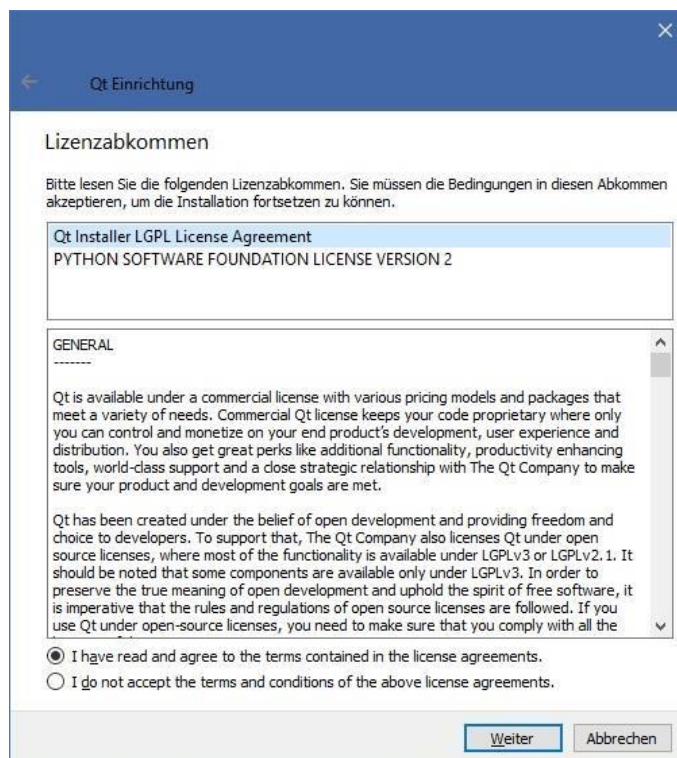 Qt Einrichtung
Lizenzabkommen
Bitte lesen Sie die folgenden Lizenzabkommen. Sie müssen die Bedingungen in diesen Abkommen
akzeptieren, um die Installation fortsetzen zu können.
Qt Installer LGPL License Agreement
PYTHON SOFTWARE FOUNDATION LICENSE VERSION 2
GENERAL
-------
Qt is available under a commercial license with various pricing models and packages that
meet a variety of needs. Commercial Qt license keeps your code proprietary where only
you can control and monetize on your end product's development, user experience and
distribution. You also get great perks like additional functionality, productivity enhancing
tools, world-class support and a close strategic relationship with The Qt Company to make
sure your product and development goals are met.
Qt has been created under the belief of open development and providing freedom and
choice to developers. To support that, The Qt Company also licenses Qt under open
source licenses, where most of the functionality is available under LGPLv3 or LGPLv2.1. It
should be noted that some components are available only under LGPLv3. In order to
preserve the true meaning of open development and uphold the spirit of free software, it
is imperative that the rules and regulations of open source licenses are followed. If you
use Qt under open-source licenses, you need to make sure that you comply with all the
I have read and agree to the terms contained in the license agreements.
I do not accept the terms and conditions of the above license agreements.
Weiter
Abbrechen